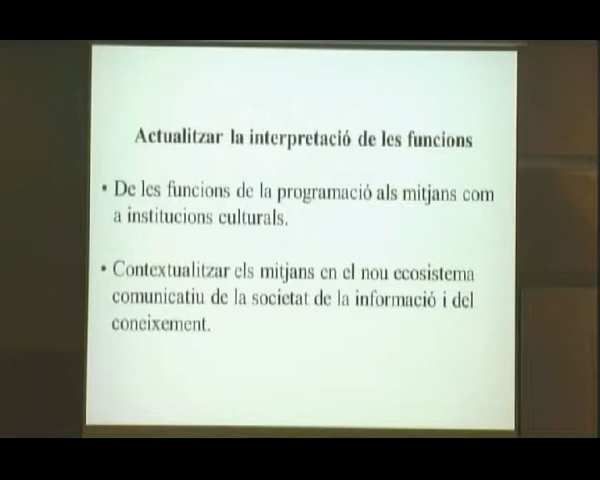 Actualitzar la interpretació de les funcions
• De les funcions de la programació als mitjans com
a institucions culturals.
• Contextualitzar els mitjans en el nou ecosistema
comunicatiu de la societat de la informació i del
coneixement.